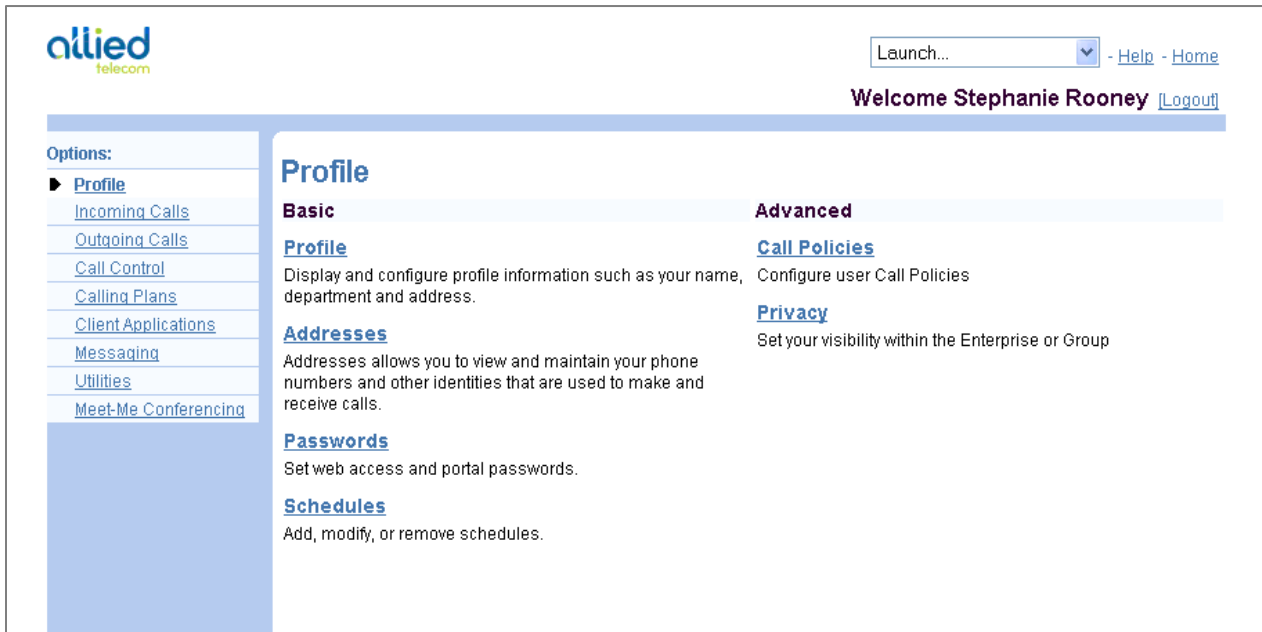 allied
telecom
Launch... - Help - Home
Welcome Stephanie Rooney [Logout]
Options:
Profile
Incoming Calls
Outgoing Calls
Call Control
Calling Plans
Client Applications
Messaging
Utilities
Meet-Me Conferencing
Profile
Basic
Profile
Display and configure profile information such as your name,
department and address.
Addresses
Addresses allows you to view and maintain your phone
numbers and other identities that are used to make and
receive calls.
Passwords
Set web access and portal passwords.
Schedules
Add, modify, or remove schedules.
Advanced
Call Policies
Configure user Call Policies
Privacy
Set your visibility within the Enterprise or Group